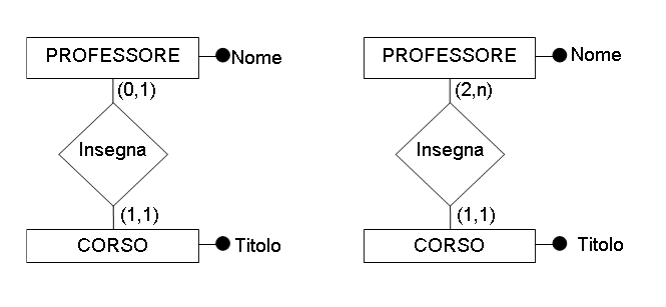 PROFESSORE Nome
(0,1)
Insegna
(1,1)
CORSO Titolo
PROFESSORE Nome
(2,n)
Insegna
(1,1)
CORSO Titolo